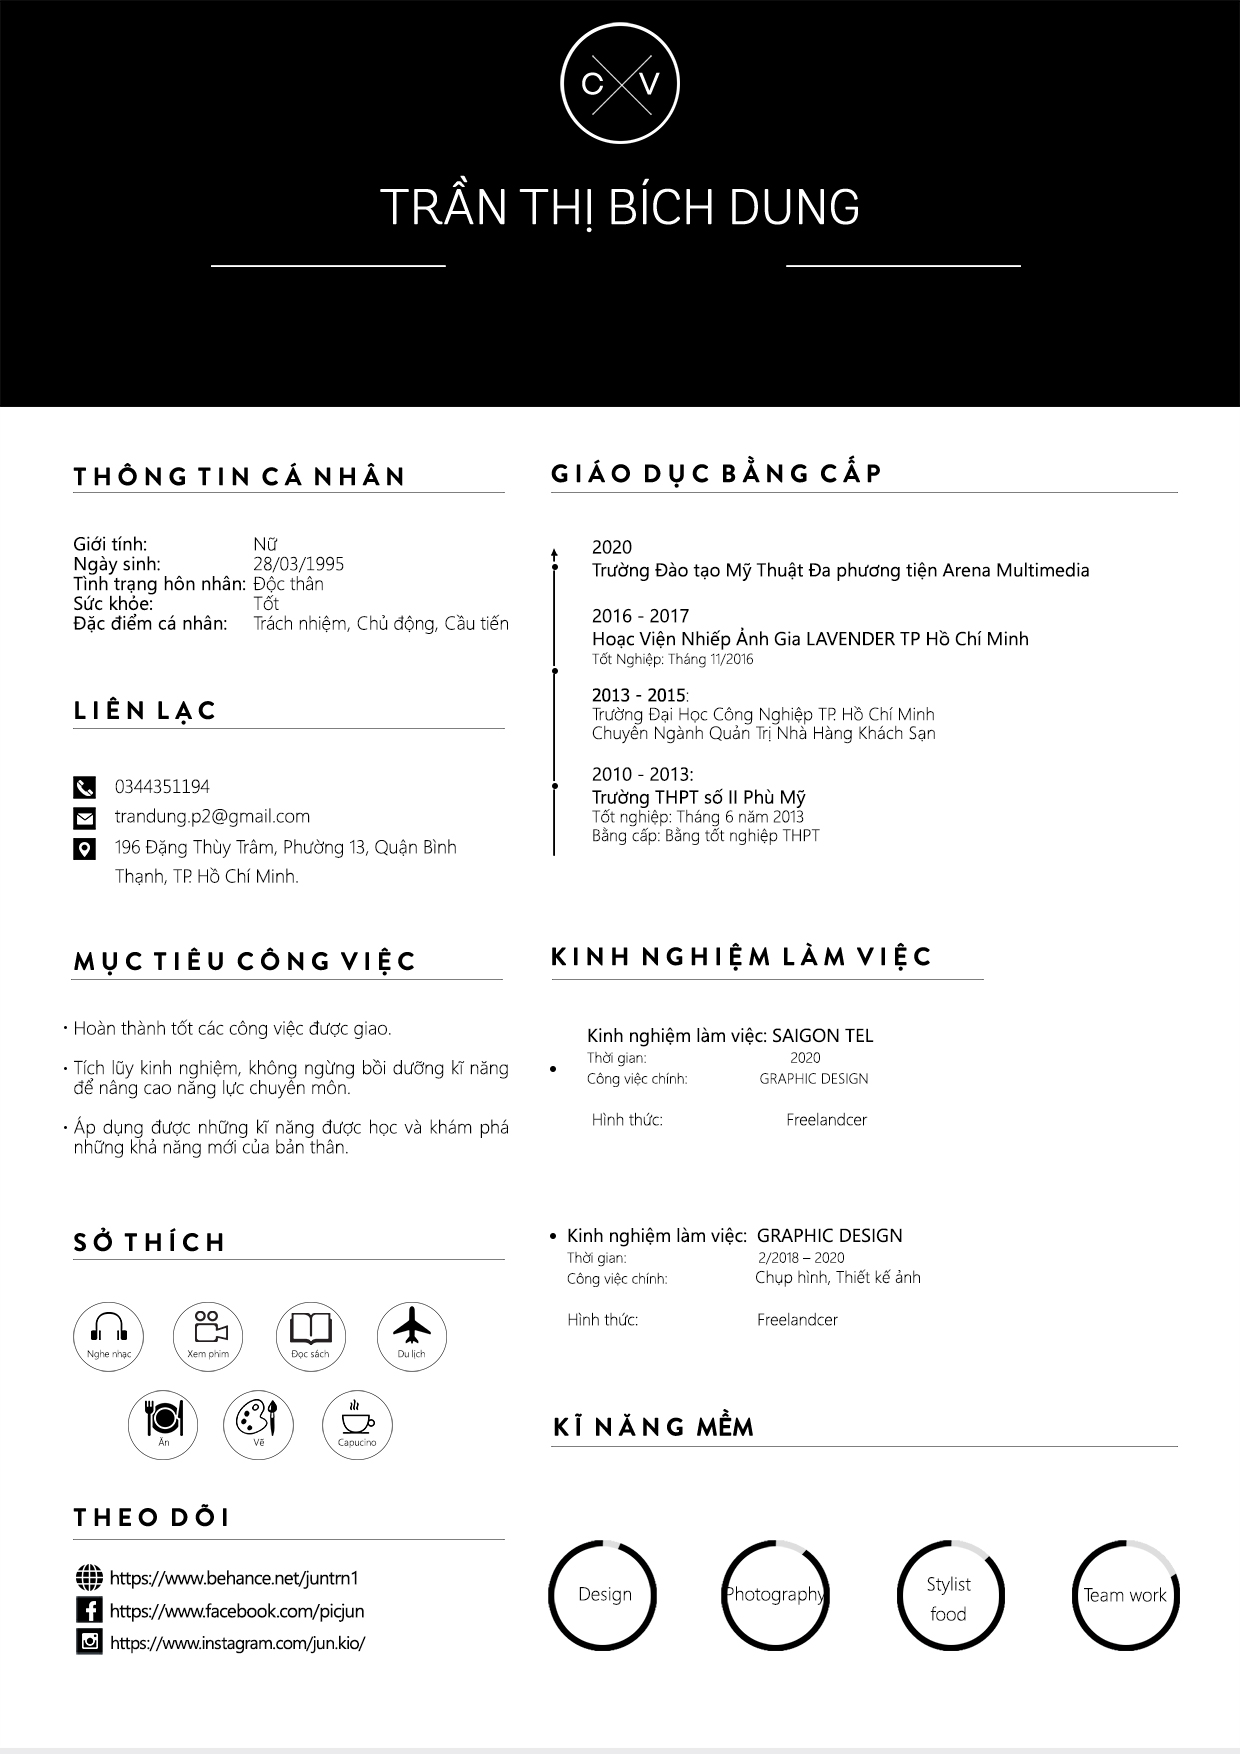 C V
TRẦN THỊ BÍCH DUNG
THÔNG TIN CÁ NHÂN
Giới tính: Nữ
Ngày sinh: 28/03/1995
Tình trạng hôn nhân: Độc thân
Sức khỏe: Tốt
Đặc điểm cá nhân: Trách nhiệm, Chủ động, Cầu tiến
LIÊN LẠC
0344351194
trandung.p2@gmail.com
196 Đặng Thùy Trâm, Phường 13, Quận Bình
Thạnh, TP. Hồ Chí Minh.
MỤC TIÊU CÔNG VIỆC
• Hoàn thành tốt các công việc được giao.
• Tích lũy kinh nghiệm, không ngừng bồi dưỡng kĩ năng
để nâng cao năng lực chuyên môn.
• Áp dụng được những kĩ năng được học và khám phá
những khả năng mới của bản thân.
SỞ THÍCH
Nghe nhạc Xem phim Đọc sách Du lịch
Ăn Vẽ Capucino
THEO DÕI
https://www.behance.net/juntrn1
https://www.facebook.com/picjun
https://www.instagram.com/jun.kio/
GIÁO DỤC BẰNG CẤP
2020
Trường Đào tạo Mỹ Thuật Đa phương tiện Arena Multimedia
2016 - 2017
Hoạc Viện Nhiếp Ảnh Gia LAVENDER TP Hồ Chí Minh
Tốt Nghiệp: Tháng 11/2016
2013 - 2015:
Trường Đại Học Công Nghiệp TP. Hồ Chí Minh
Chuyên Ngành Quản Trị Nhà Hàng Khách Sạn
2010 - 2013:
Trường THPT số II Phù Mỹ
Tốt nghiệp: Tháng 6 năm 2013
Bằng cấp: Bằng tốt nghiệp THPT
KINH NGHIỆM LÀM VIỆC
Kinh nghiệm làm việc: SAIGON TEL
Thời gian: 2020
Công việc chính: GRAPHIC DESIGN
Hình thức: Freelandcer
• Kinh nghiệm làm việc: GRAPHIC DESIGN
Thời gian: 2/2018 – 2020
Công việc chính: Chụp hình, Thiết kế ảnh
Hình thức: Freelandcer
KĨ NĂNG MỀM
Design
Photography
Stylist
food
Team work